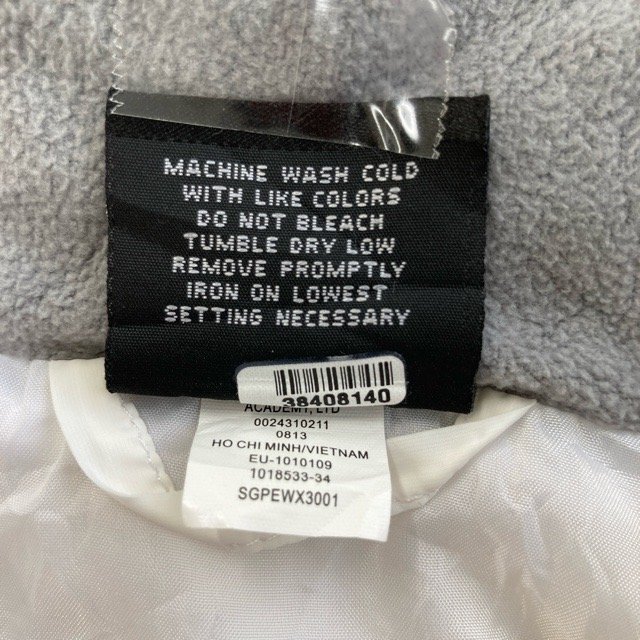 MACHINE WASH COLD
WITH LIKE COLORS
DO NOT BLEACH
TUMBLE DRY LOW
REMOVE PROMPTLY
IRON ON LOWEST
SETTING NECESSARY
38408140
ACADEMY, LTD
0024310211
0813
HO CHI MINH/VIETNAM
EU-1010109
1018533-34
SGPEWX3001